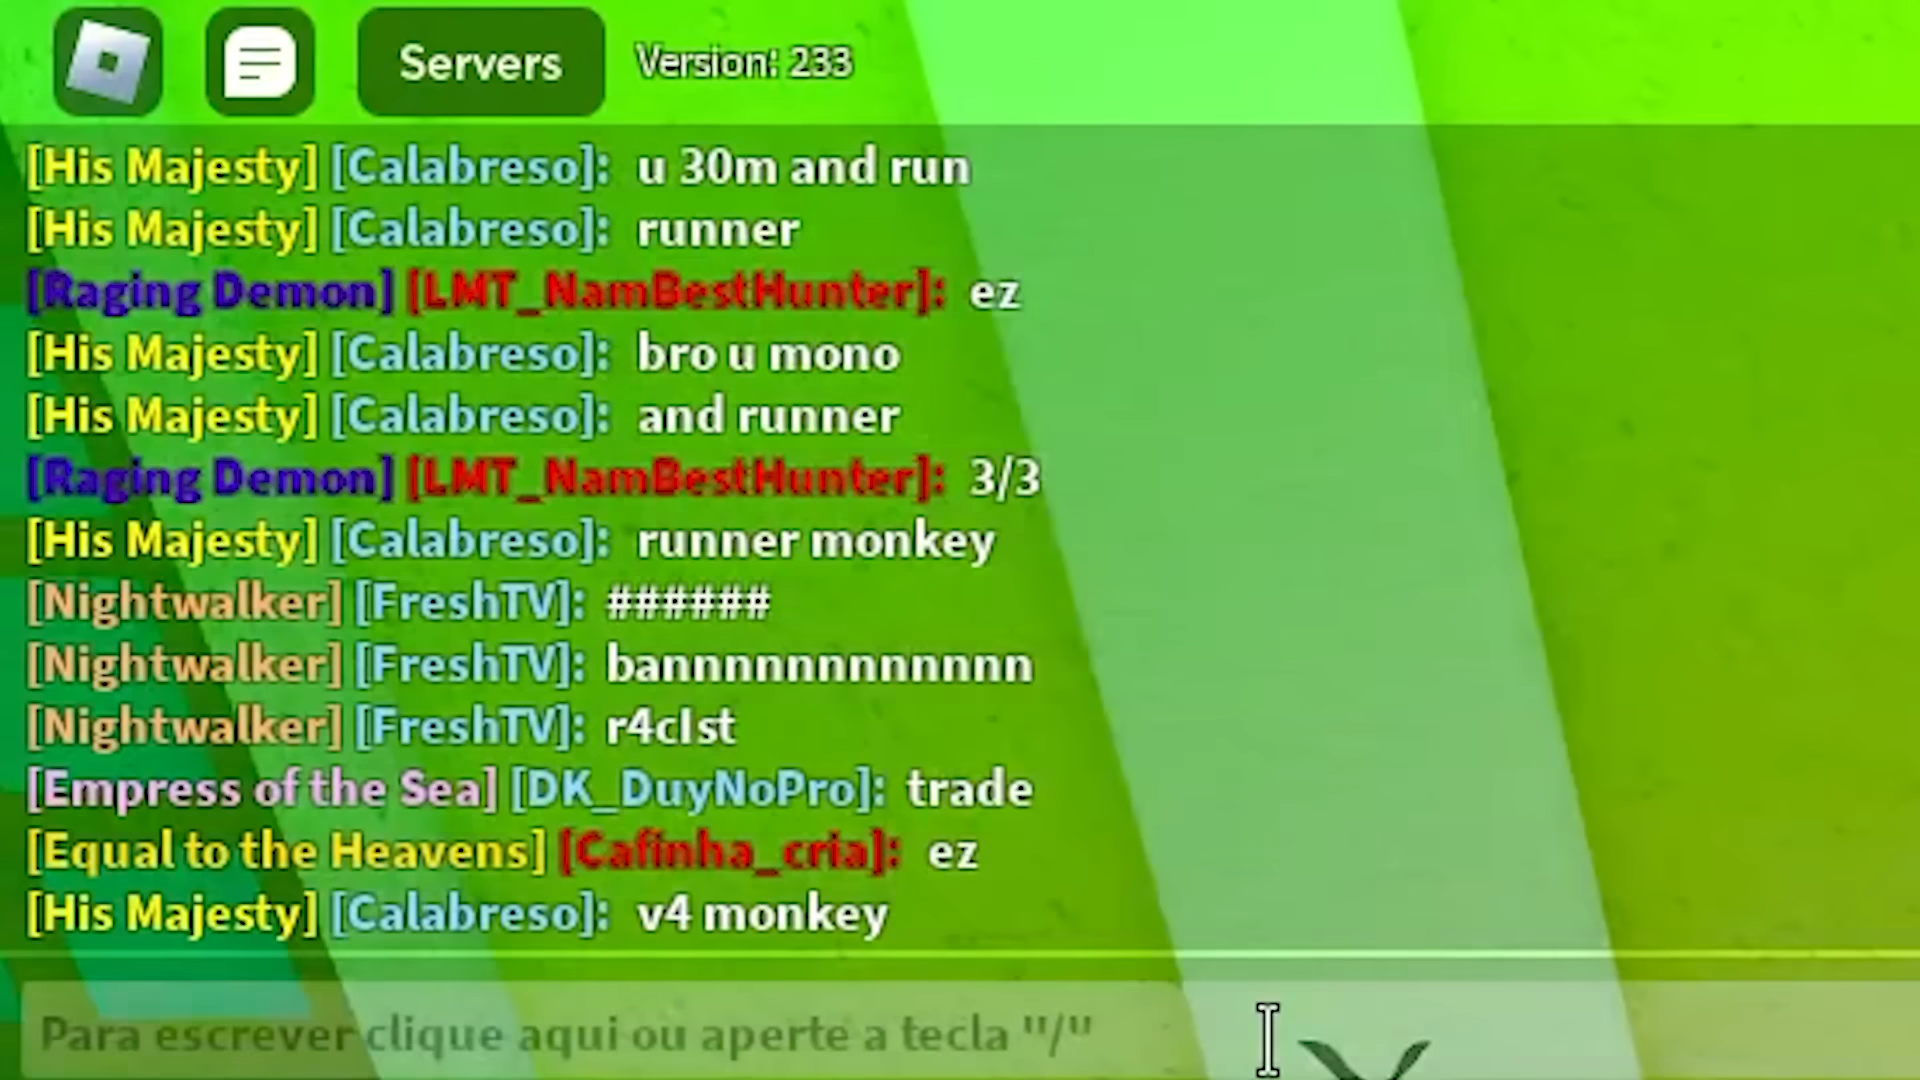 Servers Version: 233
[His Majesty] [Calabreso]: u 30m and run
[His Majesty] [Calabreso]: runner
[Raging Demon] [LMT_NamBestHunter]: ez
[His Majesty] [Calabreso]: bro u mono
[His Majesty] [Calabreso]: and runner
[Raging Demon] [LMT_NamBestHunter]: 3/3
[His Majesty] [Calabreso]: runner monkey
[Nightwalker] [FreshTV]: ######
[Nightwalker] [FreshTV]: bannnnnnnnnnnn
[Nightwalker] [FreshTV]: r4cIst
[Empress of the Sea] [DK_DuyNoPro]: trade
[Equal to the Heavens] [Cafinha_cria]: ez
[His Majesty] [Calabreso]: v4 monkey
Para escrever clique aqui ou aperte a tecla "/"